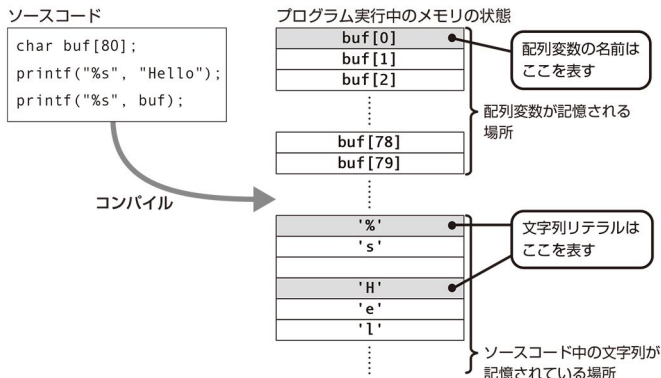 ソースコード
char buf[80];
printf("%s", "Hello");
printf("%s", buf);
コンパイル
プログラム実行中のメモリの状態
buf[0]
buf[1]
buf[2]
buf[78]
buf[79]
'%'
's'
'H'
'e'
'l'
配列変数の名前は
ここを表す
配列変数が記憶される
場所
文字列リテラルは
ここを表す
ソースコード中の文字列が
記憶されている場所